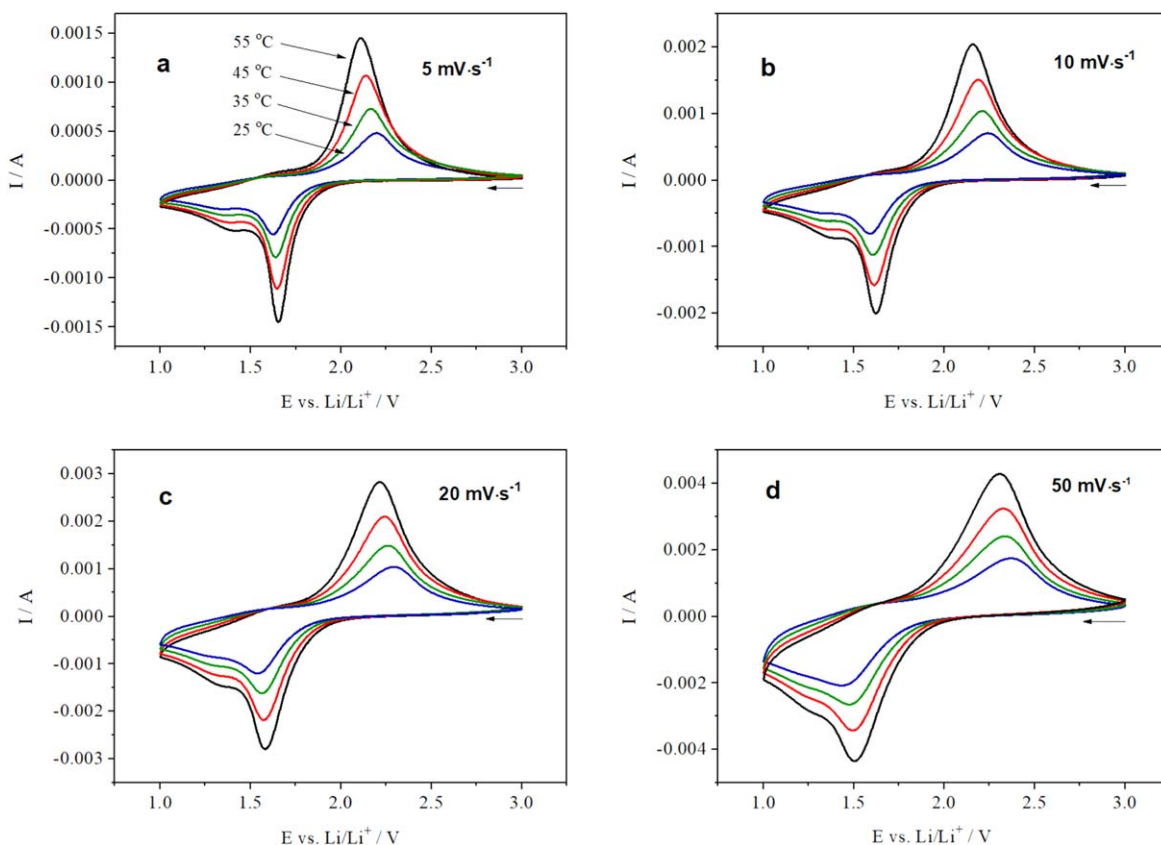 a
5 mV·s⁻¹
55 °C
45 °C
35 °C
25 °C
0.0015
0.0010
0.0005
0.0000
-0.0005
-0.0010
-0.0015
I / A
1.0 1.5 2.0 2.5 3.0
E vs. Li/Li⁺ / V
b
10 mV·s⁻¹
0.002
0.001
0.000
-0.001
-0.002
I / A
1.0 1.5 2.0 2.5 3.0
E vs. Li/Li⁺ / V
c
20 mV·s⁻¹
0.003
0.002
0.001
0.000
-0.001
-0.002
-0.003
I / A
1.0 1.5 2.0 2.5 3.0
E vs. Li/Li⁺ / V
d
50 mV·s⁻¹
0.004
0.002
0.000
-0.002
-0.004
I / A
1.0 1.5 2.0 2.5 3.0
E vs. Li/Li⁺ / V